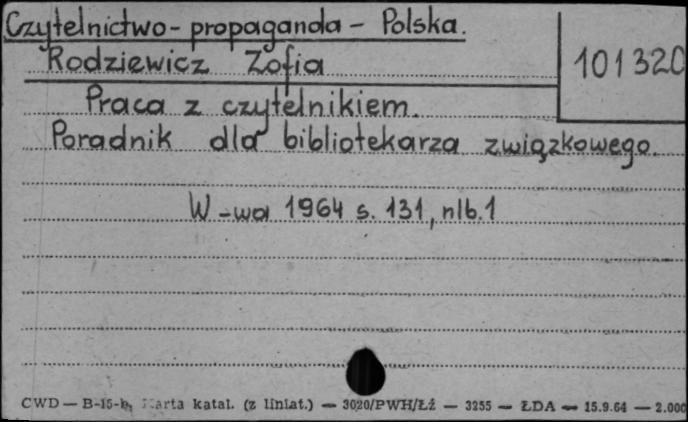 Czytelnictwo - propaganda - Polska.
Rodziewicz Zofia
101320
Praca z czytelnikiem.
Poradnik dla bibliotekarza związkowego.
W-wa 1964 s. 131, nlb. 1
CWD — B-15-b, Karta katal. (z liniat.) — 3020/PWH/Łź — 3255 — ŁDA — 15.9.64 — 2.000